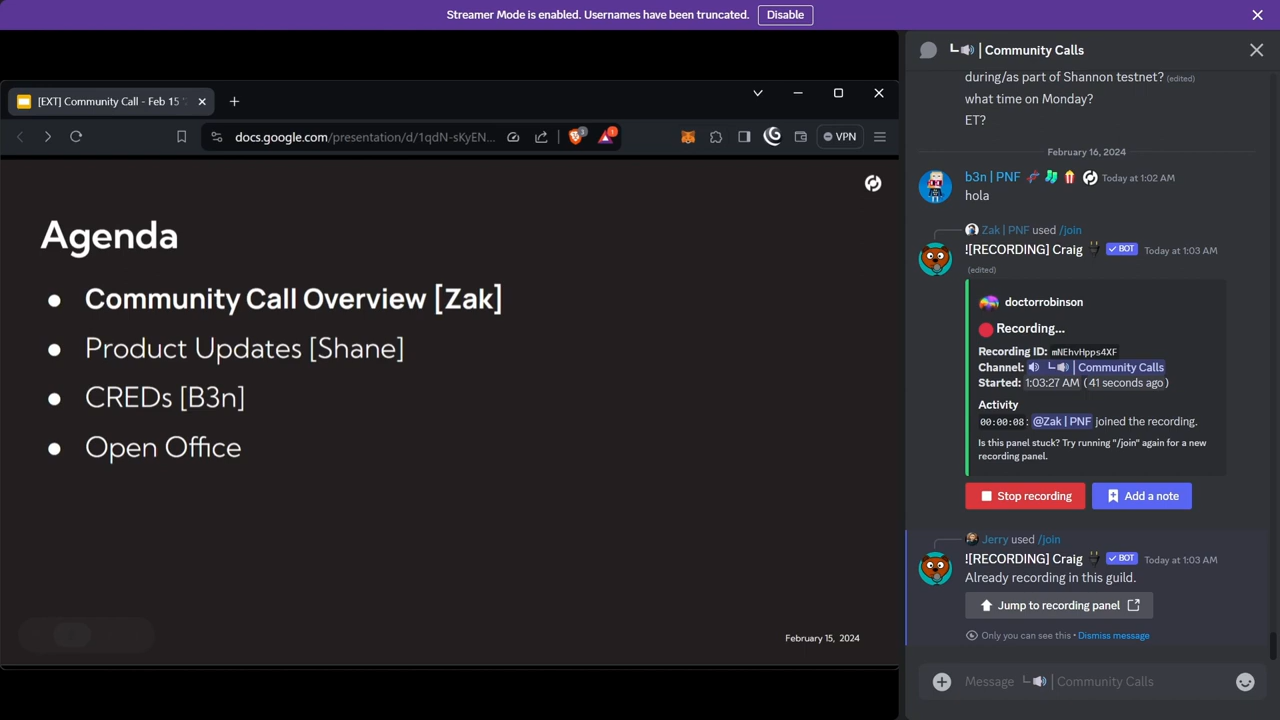 Streamer Mode is enabled. Usernames have been truncated.
Disable
[EXT] Community Call - Feb 15
docs.google.com/presentation/d/1qdN-sKyEN...
3
1
VPN
Agenda
● Community Call Overview [Zak]
● Product Updates [Shane]
● CREDs [B3n]
● Open Office
February 15, 2024
Community Calls
during/as part of Shannon testnet? (edited)
what time on Monday?
ET?
February 16, 2024
b3n | PNF Today at 1:02 AM
hola
Zak | PNF used /join
![RECORDING] Craig BOT Today at 1:03 AM
(edited)
doctorrobinson
Recording...
Recording ID: mNEhvHpps4XF
Channel: Community Calls
Started: 1:03:27 AM (41 seconds ago)
Activity
00:00:08: @Zak | PNF joined the recording.
Is this panel stuck? Try running "/join" again for a new
recording panel.
Stop recording
Add a note
Jerry used /join
![RECORDING] Craig BOT Today at 1:03 AM
Already recording in this guild.
Jump to recording panel
Only you can see this • Dismiss message
Message Community Calls